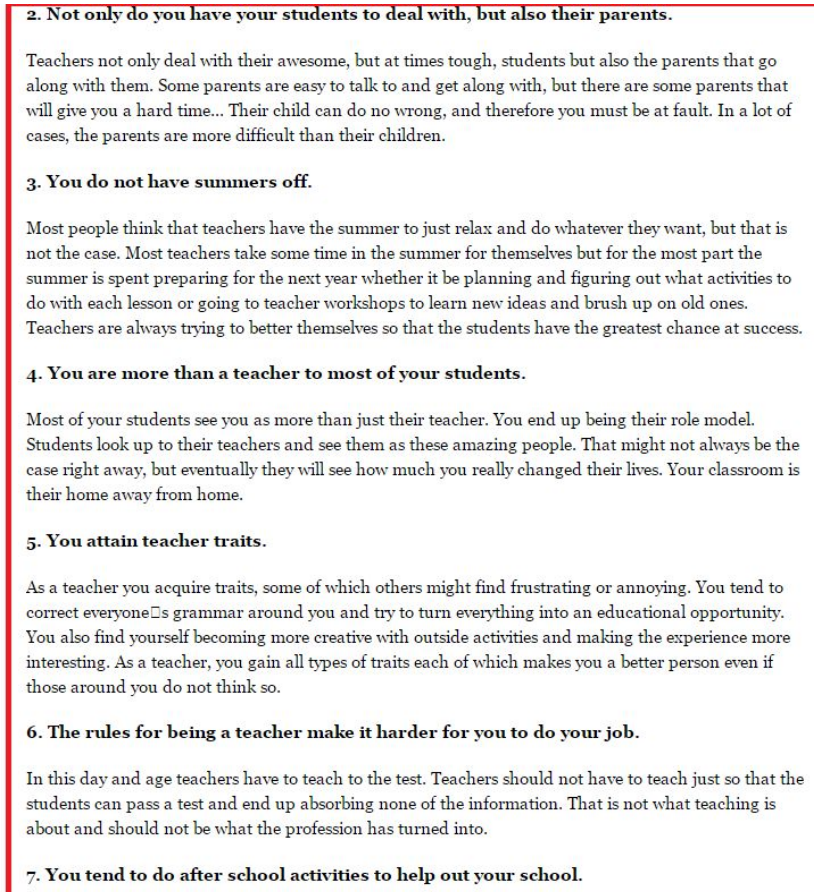 2. Not only do you have your students to deal with, but also their parents.
Teachers not only deal with their awesome, but at times tough, students but also the parents that go
along with them. Some parents are easy to talk to and get along with, but there are some parents that
will give you a hard time... Their child can do no wrong, and therefore you must be at fault. In a lot of
cases, the parents are more difficult than their children.
3. You do not have summers off.
Most people think that teachers have the summer to just relax and do whatever they want, but that is
not the case. Most teachers take some time in the summer for themselves but for the most part the
summer is spent preparing for the next year whether it be planning and figuring out what activities to
do with each lesson or going to teacher workshops to learn new ideas and brush up on old ones.
Teachers are always trying to better themselves so that the students have the greatest chance at success.
4. You are more than a teacher to most of your students.
Most of your students see you as more than just their teacher. You end up being their role model.
Students look up to their teachers and see them as these amazing people. That might not always be the
case right away, but eventually they will see how much you really changed their lives. Your classroom is
their home away from home.
5. You attain teacher traits.
As a teacher you acquire traits, some of which others might find frustrating or annoying. You tend to
correct everyone□s grammar around you and try to turn everything into an educational opportunity.
You also find yourself becoming more creative with outside activities and making the experience more
interesting. As a teacher, you gain all types of traits each of which makes you a better person even if
those around you do not think so.
6. The rules for being a teacher make it harder for you to do your job.
In this day and age teachers have to teach to the test. Teachers should not have to teach just so that the
students can pass a test and end up absorbing none of the information. That is not what teaching is
about and should not be what the profession has turned into.
7. You tend to do after school activities to help out your school.